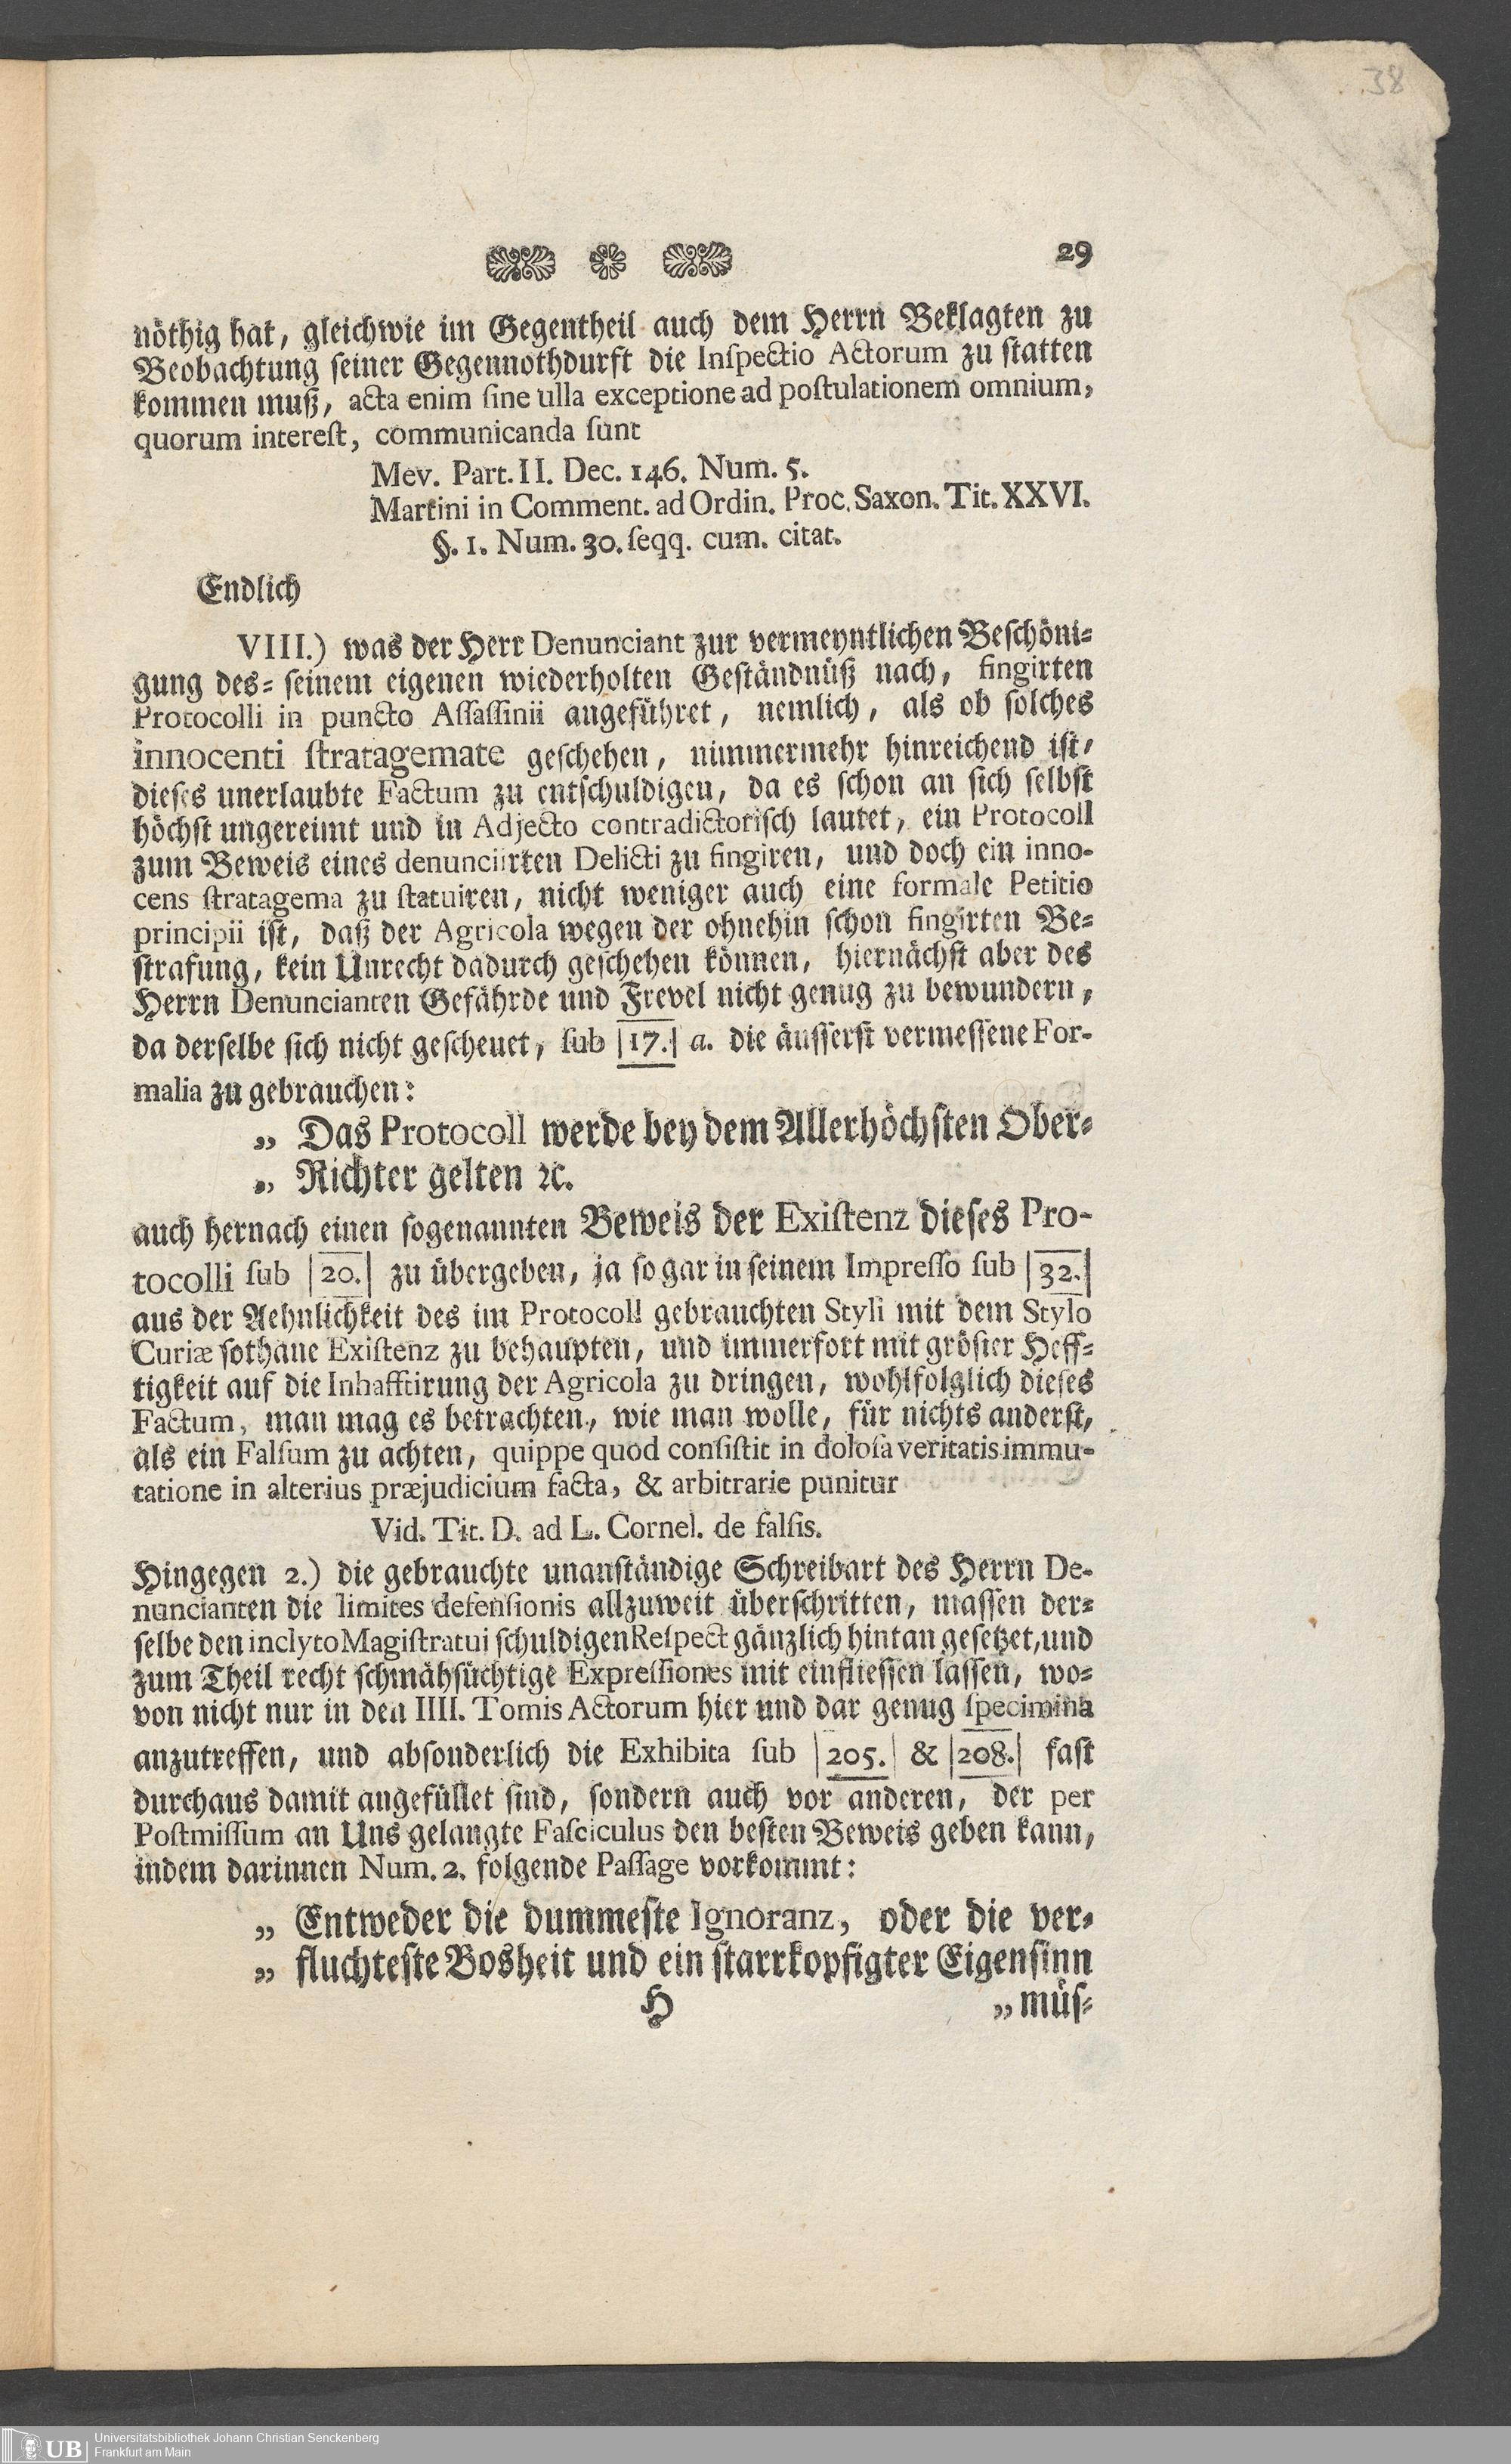 38
29
nöthig hat, gleichwie im Gegentheil auch dem Herrn Beklagten zu
Beobachtung seiner Gegennothdurft die Inſpectio Actorum zu statten
kommen muß, acta enim ſine ulla exceptione ad poſtulationem omnium,
quorum intereſt, communicanda ſunt
Mev. Part. II. Dec. 146. Num. 5.
Martini in Comment. ad Ordin. Proc. Saxon. Tit. XXVI.
§. 1. Num. 30. ſeqq. cum. citat.
Endlich
VIII.) was der Herr Denunciant zur vermeyntlichen Beschöni-
gung des- seinem eigenen wiederholten Geständnüß nach, fingirten
Protocolli in puncto Aſſaſſinii angeführet, nemlich, als ob solches
innocenti ſtratagemate geschehen, nimmermehr hinreichend ist,
dieses unerlaubte Factum zu entschuldigen, da es schon an sich selbst
höchst ungereimt und in Adjecto contradictoriſch lautet, ein Protocoll
zum Beweis eines denunciirten Delicti zu fingiren, und doch ein inno-
cens ſtratagema zu ſtatuiren, nicht weniger auch eine formale Petitio
principii ist, daß der Agricola wegen der ohnehin schon fingirten Be-
strafung, kein Unrecht dadurch geschehen können, hiernächst aber des
Herrn Denuncianten Gefährde und Frevel nicht genug zu bewundern,
da derselbe sich nicht gescheuet, ſub |17.| a. die äusserst vermessene For-
malia zu gebrauchen:
„ Das Protocoll werde bey dem Allerhöchsten Ober-
„ Richter gelten ꝛc.
auch hernach einen sogenannten Beweis der Exiſtenz dieses Pro-
tocolli ſub |20.| zu übergeben, ja so gar in seinem Impreſſo ſub |32.|
aus der Aehnlichkeit des im Protocoll gebrauchten Styli mit dem Stylo
Curiæ sothane Exiſtenz zu behaupten, und immerfort mit gröster Heff-
tigkeit auf die Inhafftirung der Agricola zu dringen, wohlfolglich dieses
Factum, man mag es betrachten, wie man wolle, für nichts anderst,
als ein Falſum zu achten, quippe quod conſiſtit in doloſa veritatis immu-
tatione in alterius præjudicium facta, & arbitrarie punitur
Vid. Tit. D. ad L. Cornel. de falſis.
Hingegen 2.) die gebrauchte unanständige Schreibart des Herrn De-
nuncianten die limites defenſionis allzuweit überschritten, massen der-
selbe den inclyto Magiſtratui schuldigen Reſpect gänzlich hintan gesetzet, und
zum Theil recht schmähsüchtige Expreſſiones mit einfliessen lassen, wo-
von nicht nur in den IIII. Tomis Actorum hier und dar genug ſpecimina
anzutreffen, und absonderlich die Exhibita ſub |205.| & |208.| fast
durchaus damit angefüllet sind, sondern auch vor anderen, der per
Poſtmiſſum an Uns gelangte Faſciculus den besten Beweis geben kann,
indem darinnen Num. 2. folgende Paſſage vorkommt:
„ Entweder die dummeste Ignoranz, oder die ver-
„ fluchteste Bosheit und ein starrkopfigter Eigensinn
H „ müs-
UB Universitätsbibliothek Johann Christian Senckenberg
Frankfurt am Main